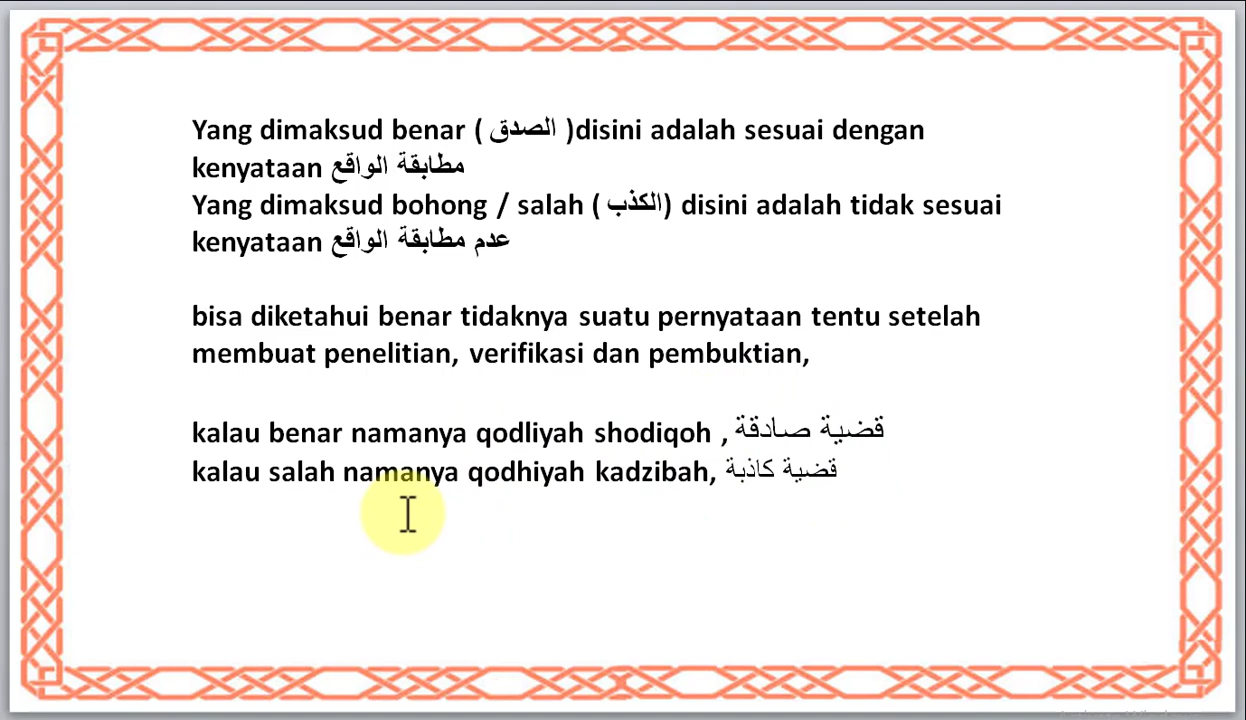 Yang dimaksud benar ( الصدق )disini adalah sesuai dengan
kenyataan مطابقة الواقع
Yang dimaksud bohong / salah ( الكذب) disini adalah tidak sesuai
kenyataan عدم مطابقة الواقع
bisa diketahui benar tidaknya suatu pernyataan tentu setelah
membuat penelitian, verifikasi dan pembuktian,
kalau benar namanya qodliyah shodiqoh , قضية صادقة
kalau salah namanya qodhiyah kadzibah, قضية كاذبة